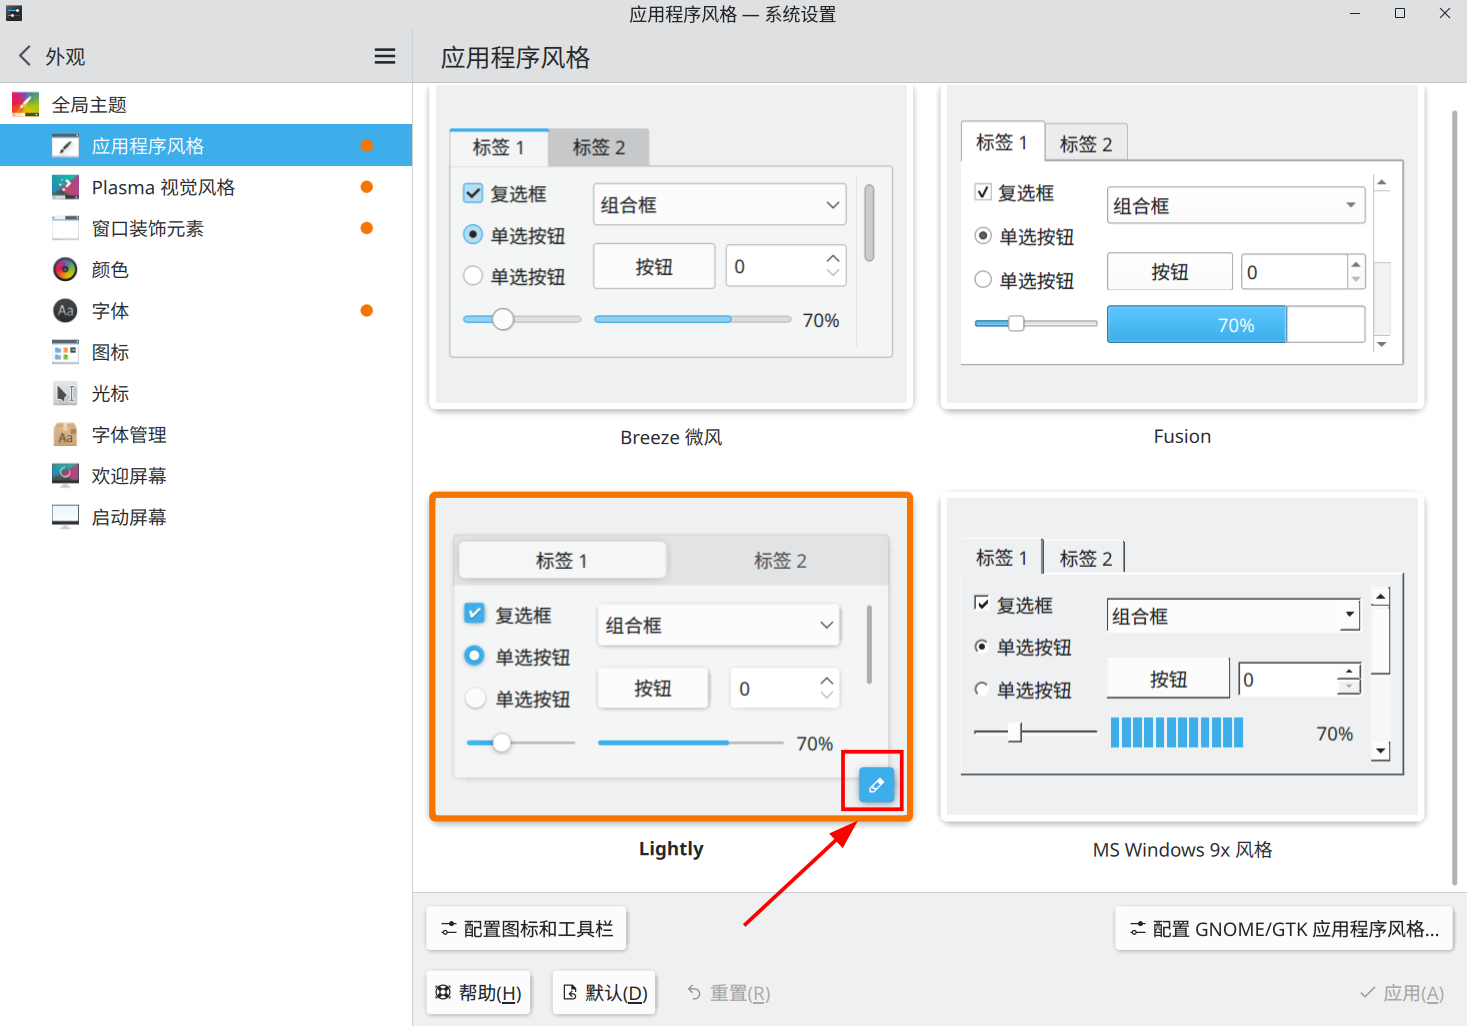 应用程序风格 — 系统设置
外观
应用程序风格
全局主题
应用程序风格
Plasma 视觉风格
窗口装饰元素
颜色
字体
图标
光标
字体管理
欢迎屏幕
启动屏幕
标签 1
标签 2
复选框
组合框
单选按钮
按钮
0
单选按钮
70%
Breeze 微风
标签 1
标签 2
复选框
组合框
单选按钮
按钮
0
单选按钮
70%
Fusion
标签 1
标签 2
复选框
组合框
单选按钮
按钮
0
单选按钮
70%
Lightly
标签 1
标签 2
复选框
组合框
单选按钮
按钮
0
单选按钮
70%
MS Windows 9x 风格
配置图标和工具栏
配置 GNOME/GTK 应用程序风格...
帮助(H)
默认(D)
重置(R)
应用(A)